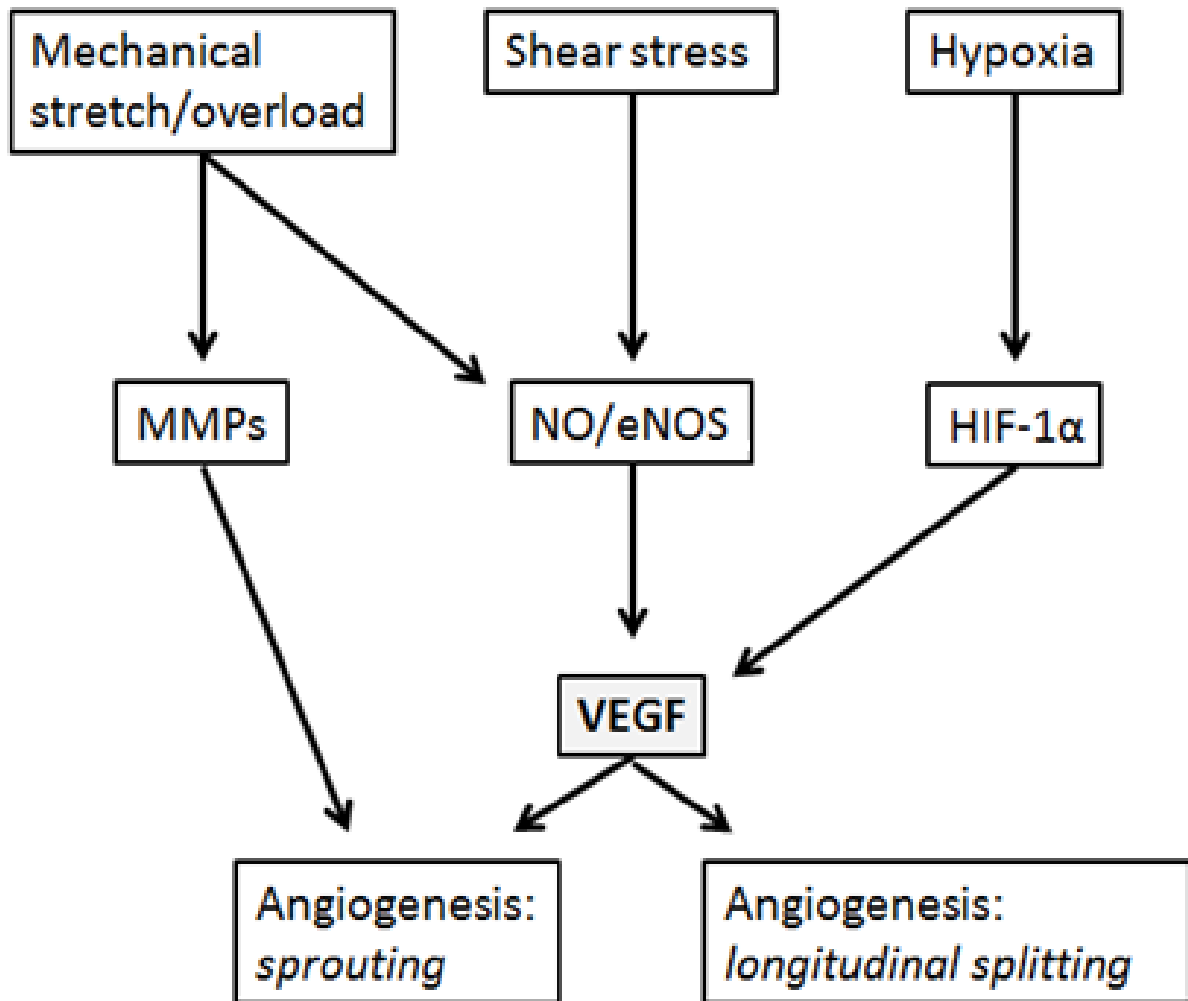 Mechanical
stretch/overload
Shear stress
Hypoxia
MMPs
NO/eNOS
HIF-1α
VEGF
Angiogenesis:
sprouting
Angiogenesis:
longitudinal splitting